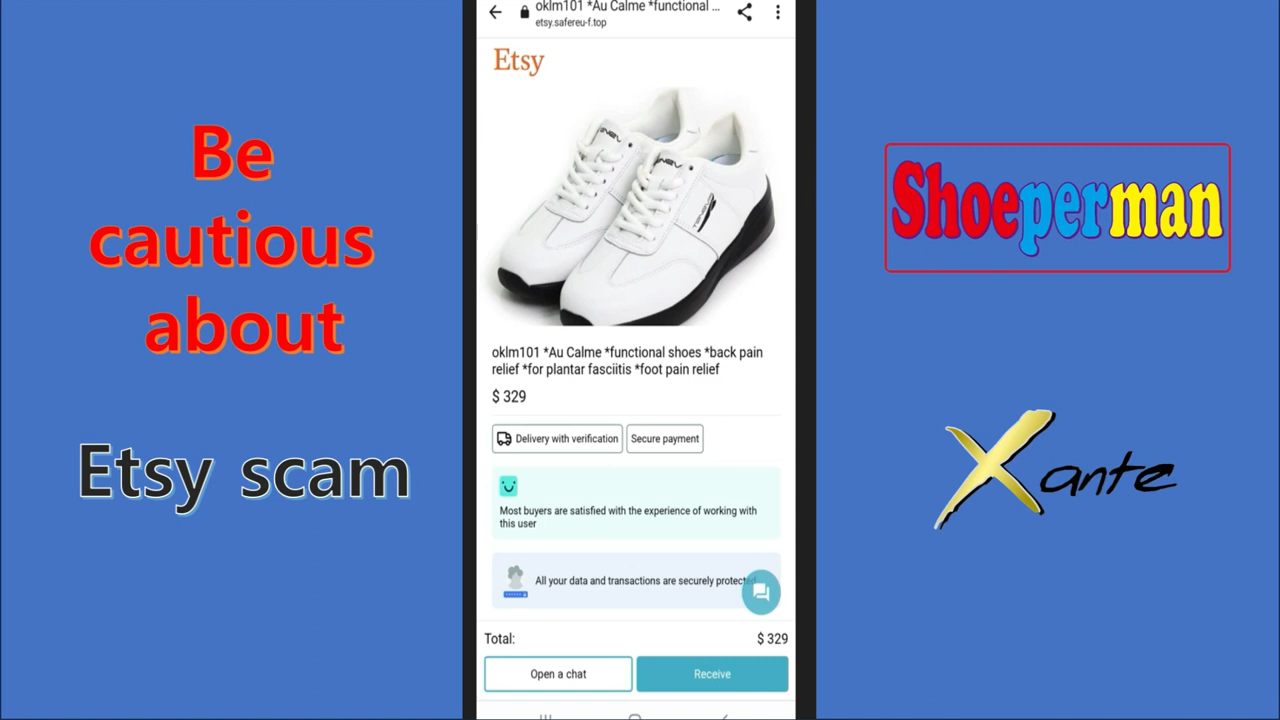 Be
cautious
about
Etsy scam
oklm101 *Au Calme *functional ...
etsy.safereu-f.top
Etsy
oklm101 *Au Calme *functional shoes *back pain
relief *for plantar fasciitis *foot pain relief
$ 329
Delivery with verification
Secure payment
Most buyers are satisfied with the experience of working with
this user
All your data and transactions are securely protected
Total:
$ 329
Open a chat
Receive
Shoeperman
Xante